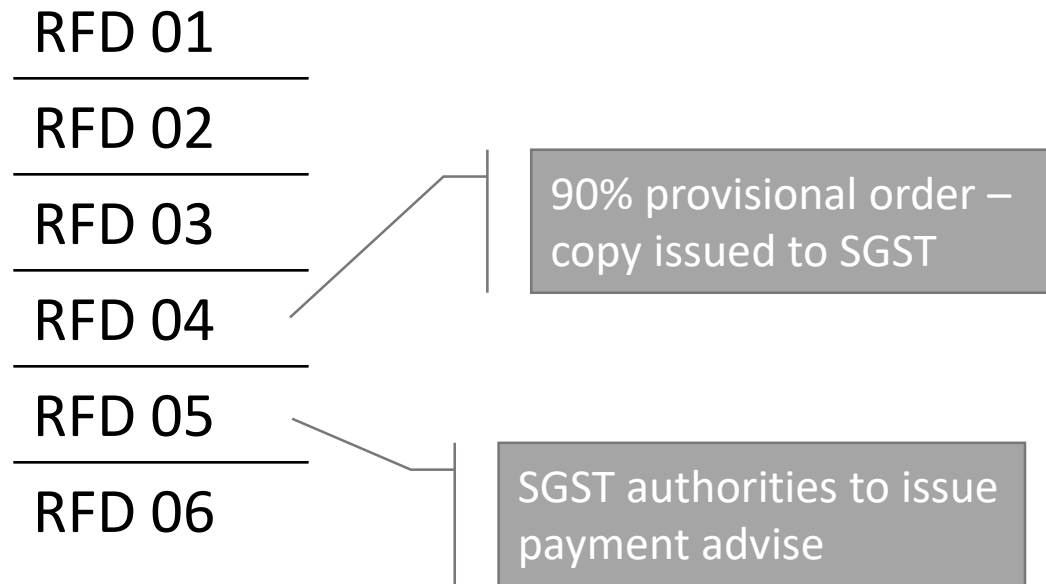 RFD 01
RFD 02
RFD 03
RFD 04
RFD 05
RFD 06
90% provisional order –
copy issued to SGST
SGST authorities to issue
payment advise